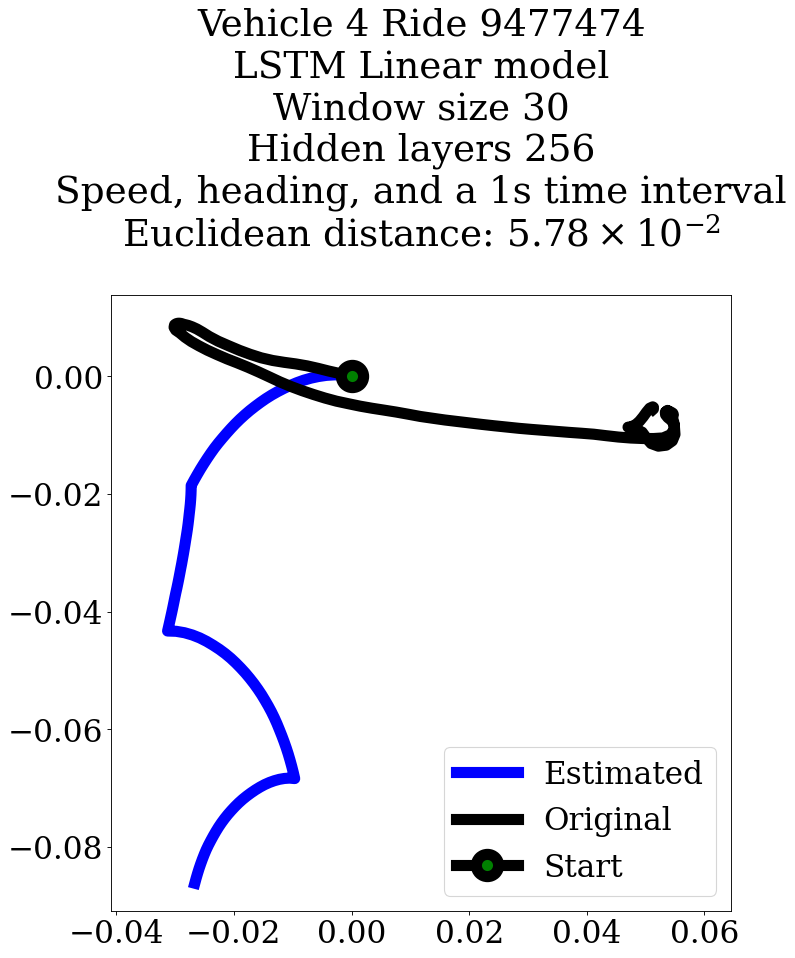 Vehicle 4 Ride 9477474
LSTM Linear model
Window size 30
Hidden layers 256
Speed, heading, and a 1s time interval
Euclidean distance: 5.78 × 10⁻²
0.00
−0.02
−0.04
−0.06
−0.08
Estimated
Original
Start
−0.04 −0.02 0.00 0.02 0.04 0.06